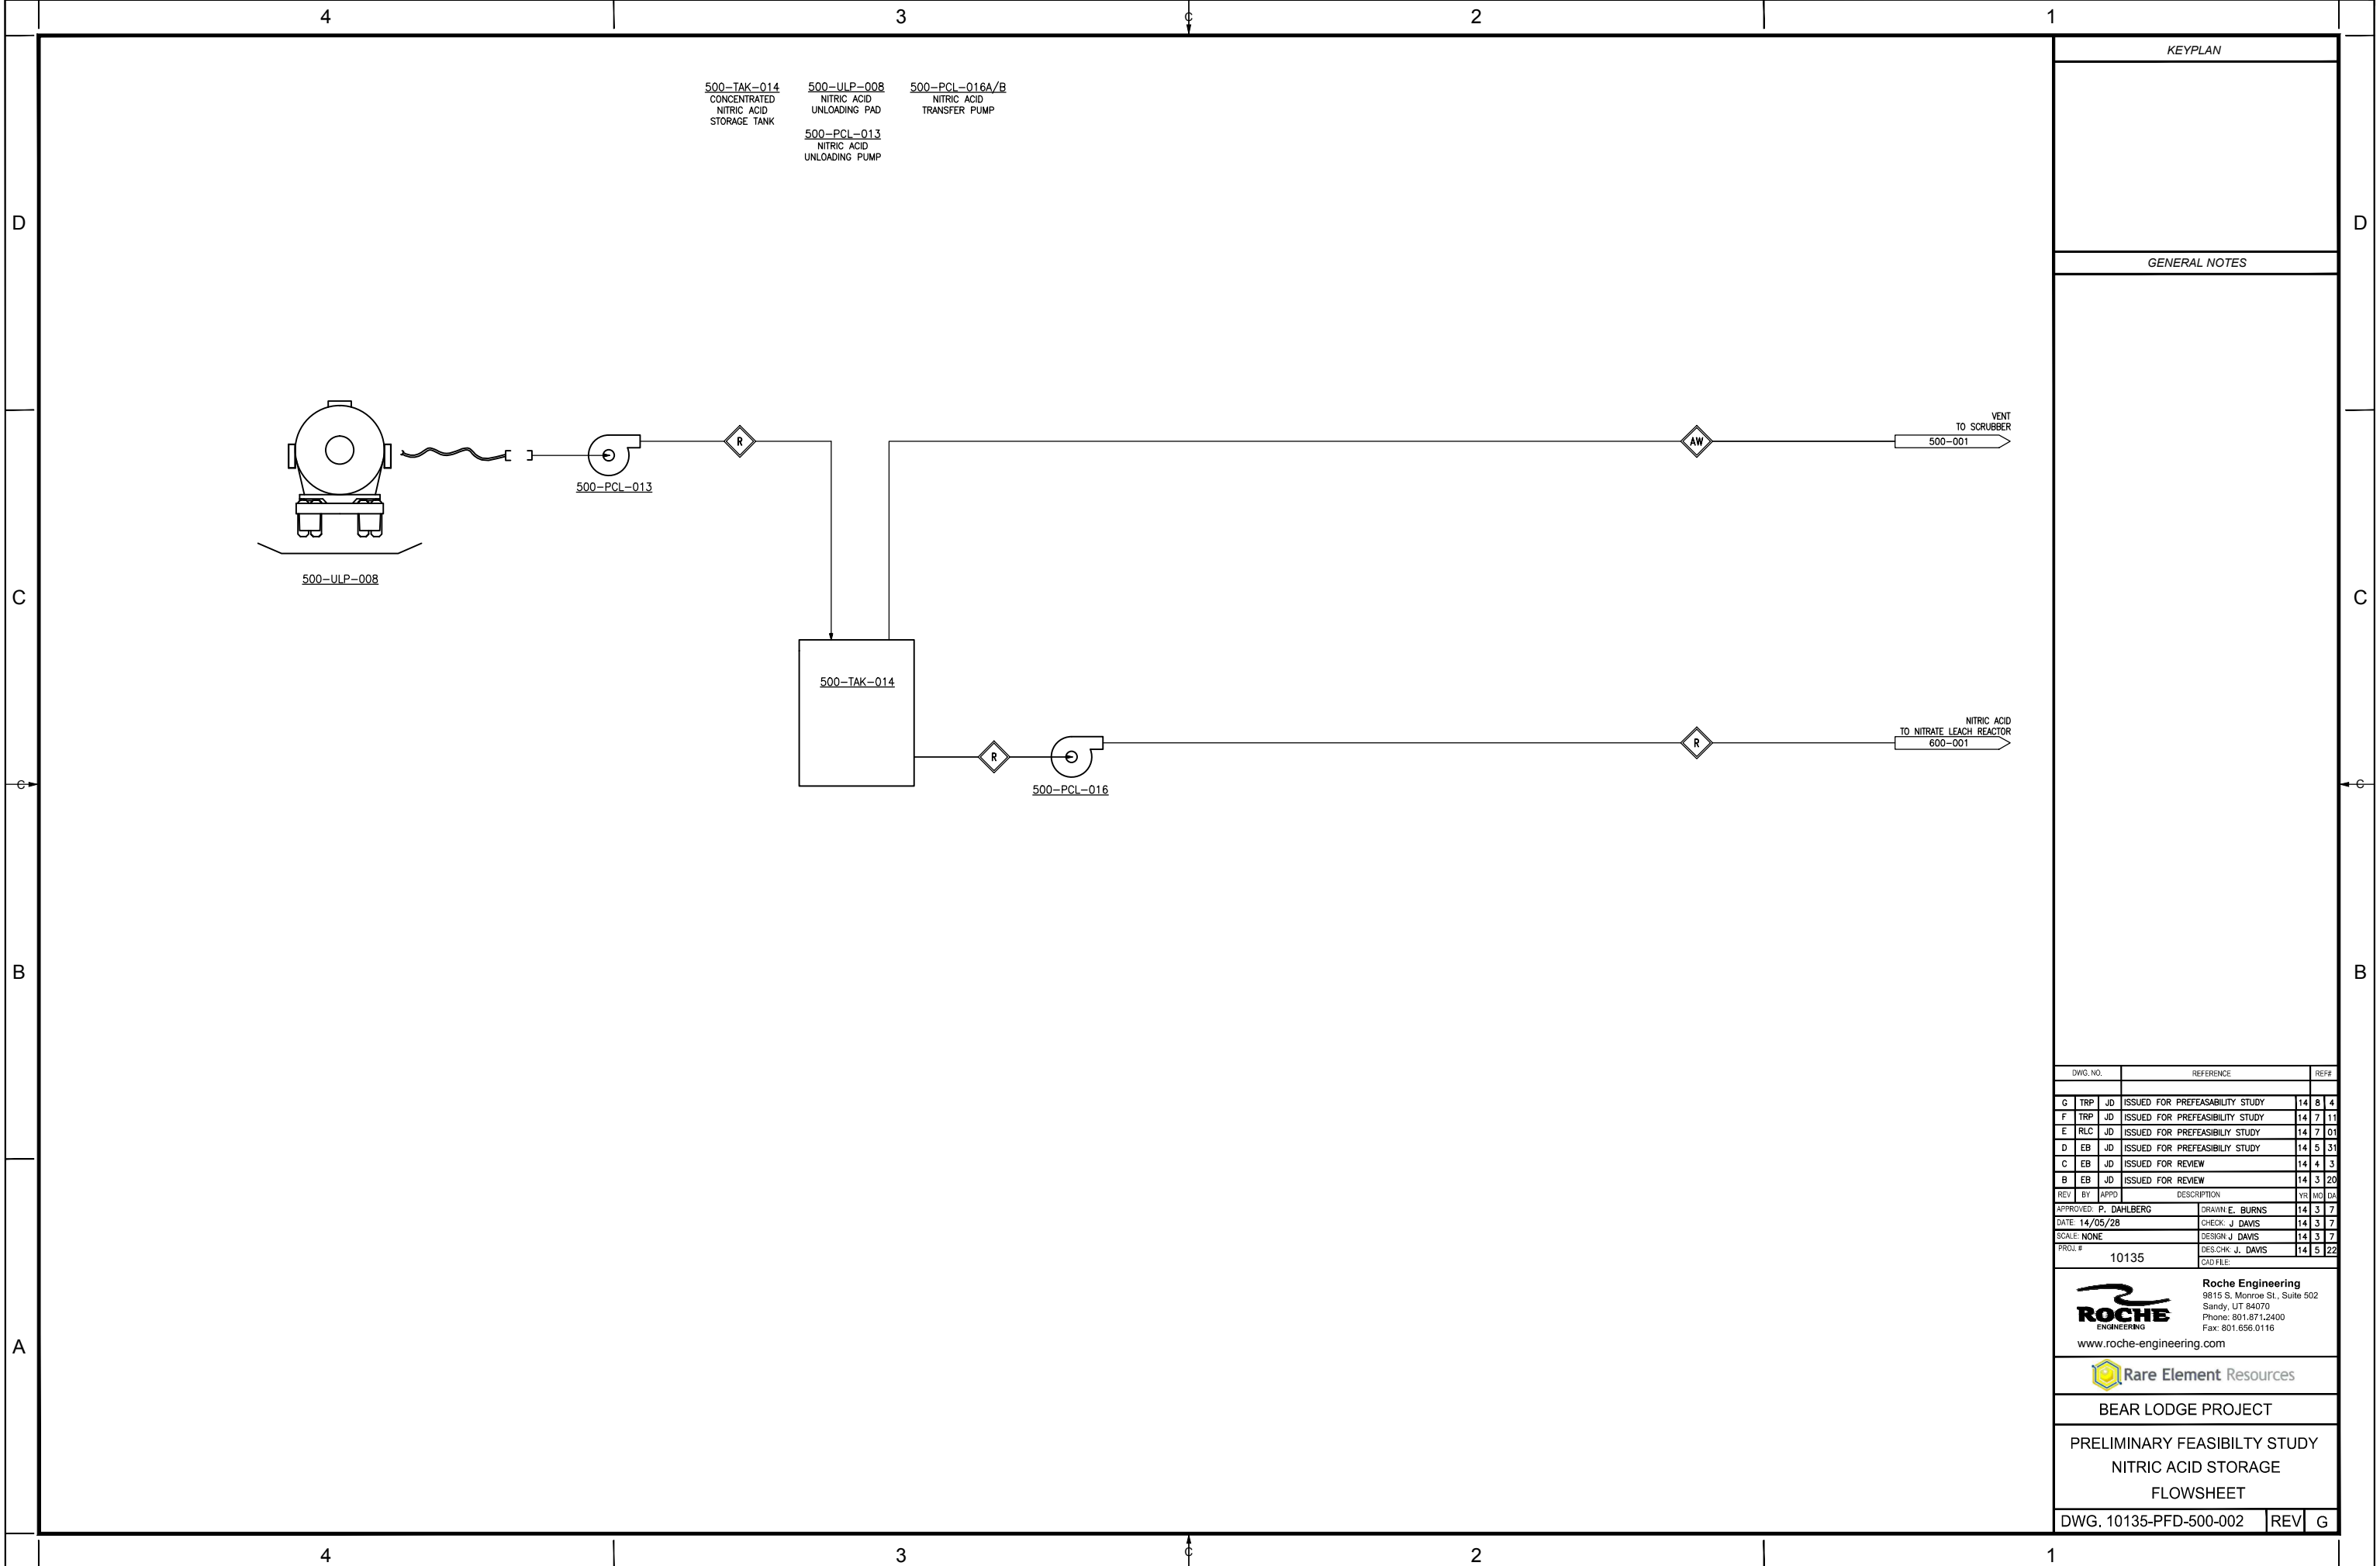 4 3 C 2 1
KEYPLAN
500-TAK-014
CONCENTRATED
NITRIC ACID
STORAGE TANK
500-ULP-008
NITRIC ACID
UNLOADING PAD
500-PCL-013
NITRIC ACID
UNLOADING PUMP
500-PCL-016A/B
NITRIC ACID
TRANSFER PUMP
D D
GENERAL NOTES
VENT
TO SCRUBBER
500-001
R
AW
500-PCL-013
500-ULP-008
C C
500-TAK-014
NITRIC ACID
TO NITRATE LEACH REACTOR
600-001
R
R
500-PCL-016
C C
B B
DWG. NO. REFERENCE REF#
G TRP JD ISSUED FOR PREFEASABILITY STUDY 14 8 4
F TRP JD ISSUED FOR PREFEASIBILITY STUDY 14 7 11
E RLC JD ISSUED FOR PREFEASIBILIY STUDY 14 7 01
D EB JD ISSUED FOR PREFEASIBILIY STUDY 14 5 31
C EB JD ISSUED FOR REVIEW 14 4 3
B EB JD ISSUED FOR REVIEW 14 3 20
REV BY APPD DESCRIPTION YR MO DA
APPROVED: P. DAHLBERG DRAWN: E. BURNS 14 3 7
DATE: 14/05/28 CHECK: J DAVIS 14 3 7
SCALE: NONE DESIGN: J DAVIS 14 3 7
PROJ. # 10135 DES.CHK: J. DAVIS 14 5 22
CAD FILE:
ROCHE
ENGINEERING
Roche Engineering
9815 S. Monroe St., Suite 502
Sandy, UT 84070
Phone: 801.871.2400
Fax: 801.656.0116
www.roche-engineering.com
A
Rare Element Resources
BEAR LODGE PROJECT
PRELIMINARY FEASIBILTY STUDY
NITRIC ACID STORAGE
FLOWSHEET
DWG. 10135-PFD-500-002 REV G
4 3 C 2 1